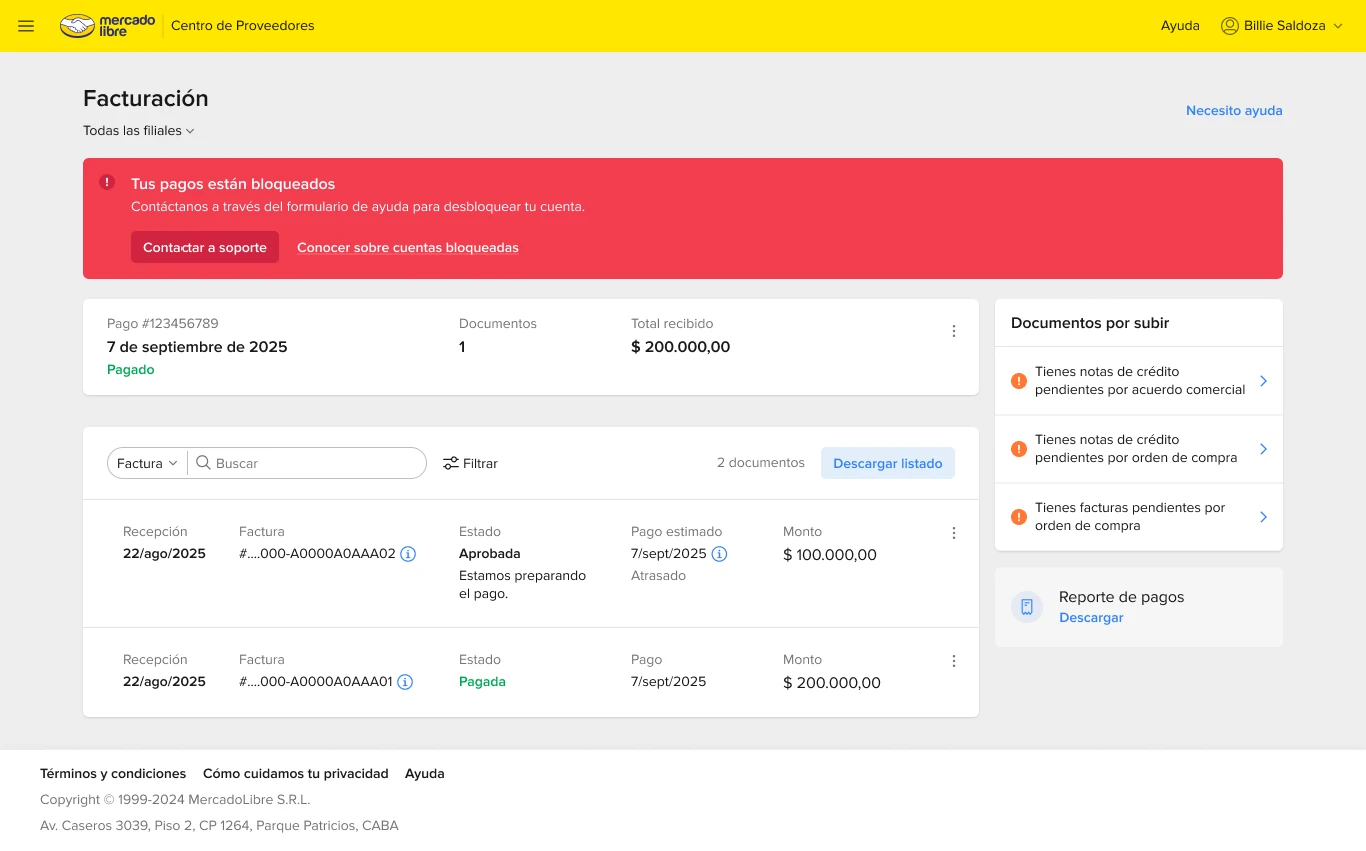 mercado
libre
Centro de Proveedores
Ayuda
Billie Saldoza
Facturación
Todas las filiales
Necesito ayuda
Tus pagos están bloqueados
Contáctanos a través del formulario de ayuda para desbloquear tu cuenta.
Contactar a soporte
Conocer sobre cuentas bloqueadas
Pago #123456789
7 de septiembre de 2025
Pagado
Documentos
1
Total recibido
$ 200.000,00
Factura
Buscar
Filtrar
2 documentos
Descargar listado
Recepción
22/ago/2025
Factura
#....000-A0000A0AAA02
Estado
Aprobada
Estamos preparando
el pago.
Pago estimado
7/sept/2025
Atrasado
Monto
$ 100.000,00
Recepción
22/ago/2025
Factura
#....000-A0000A0AAA01
Estado
Pagada
Pago
7/sept/2025
Monto
$ 200.000,00
Documentos por subir
Tienes notas de crédito
pendientes por acuerdo comercial
Tienes notas de crédito
pendientes por orden de compra
Tienes facturas pendientes por
orden de compra
Reporte de pagos
Descargar
Términos y condiciones
Cómo cuidamos tu privacidad
Ayuda
Copyright © 1999-2024 MercadoLibre S.R.L.
Av. Caseros 3039, Piso 2, CP 1264, Parque Patricios, CABA